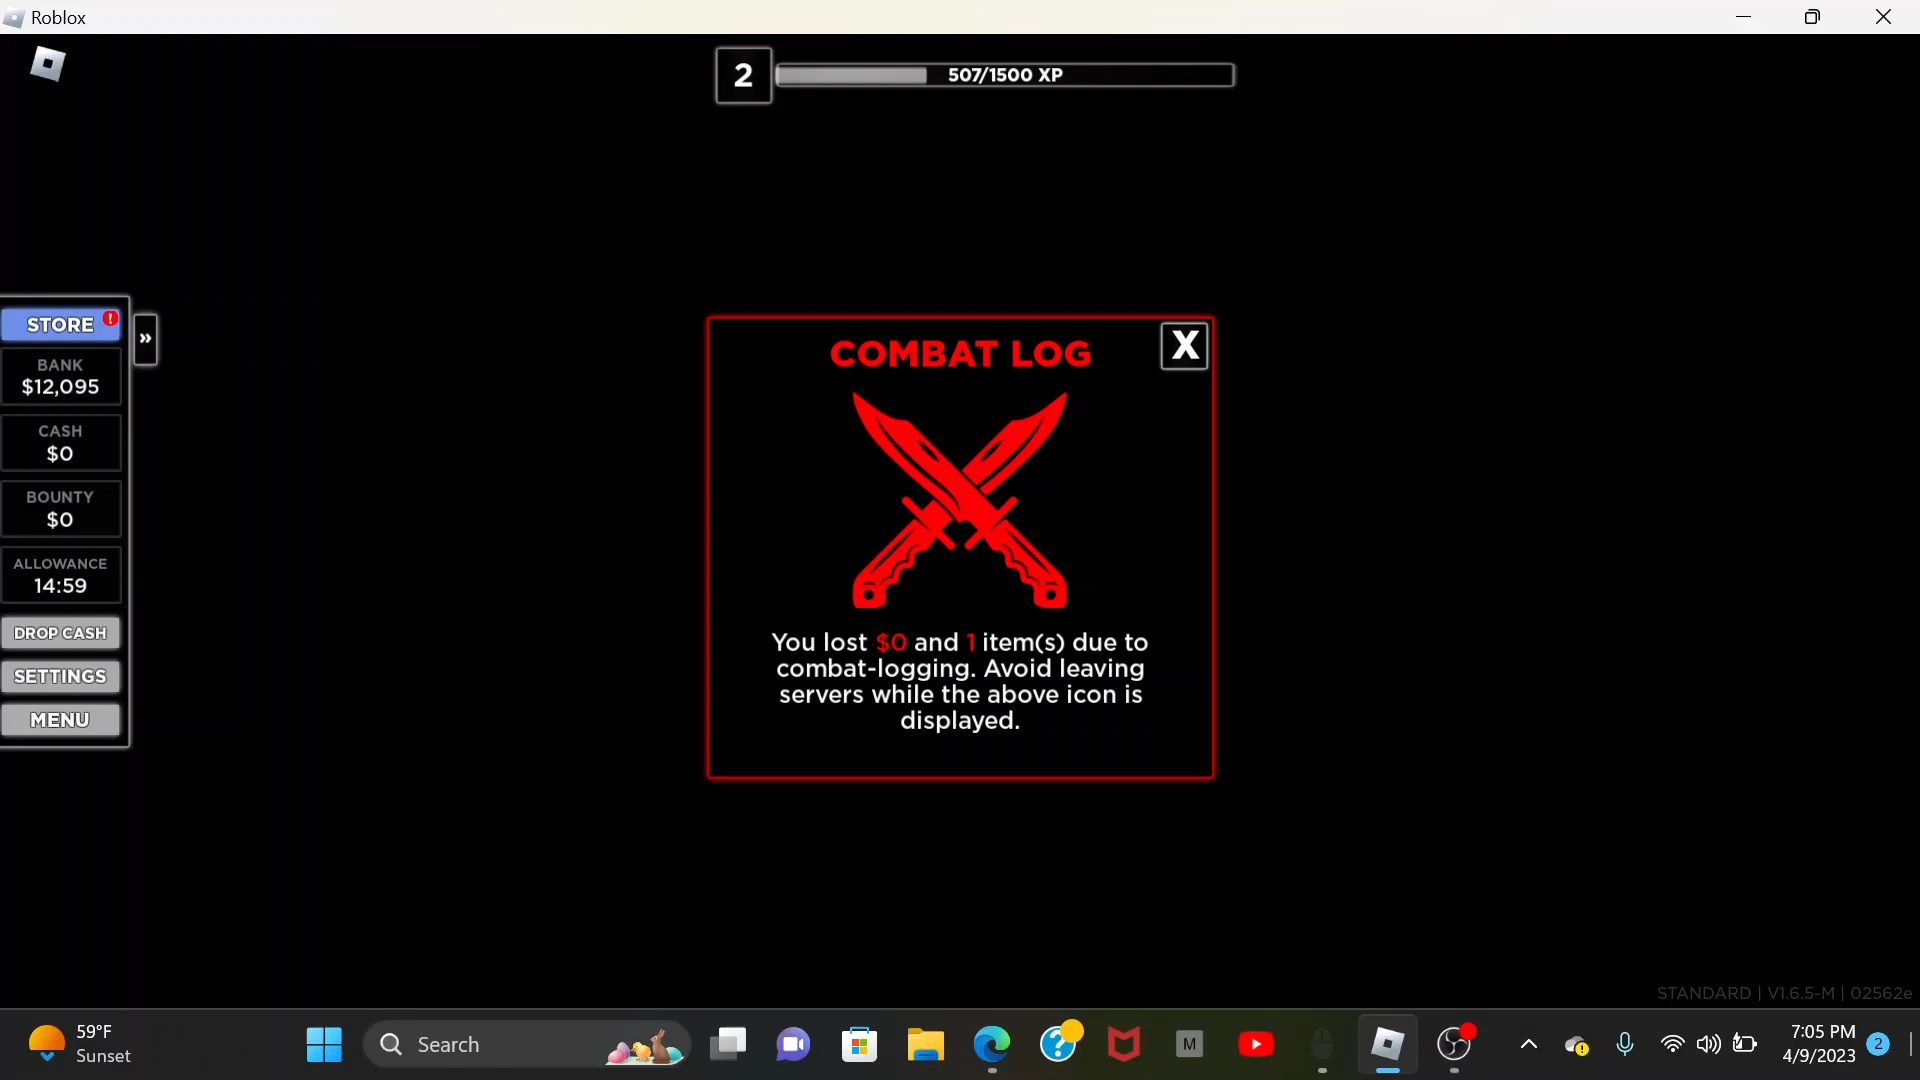 Roblox
2
507/1500 XP
STORE !
BANK
$12,095
CASH
$0
BOUNTY
$0
ALLOWANCE
14:59
DROP CASH
SETTINGS
MENU
»
COMBAT LOG
X
You lost $0 and 1 item(s) due to
combat-logging. Avoid leaving
servers while the above icon is
displayed.
STANDARD | V1.6.5-M | 02562e
59°F
Sunset
Search
M
7:05 PM
4/9/2023
2